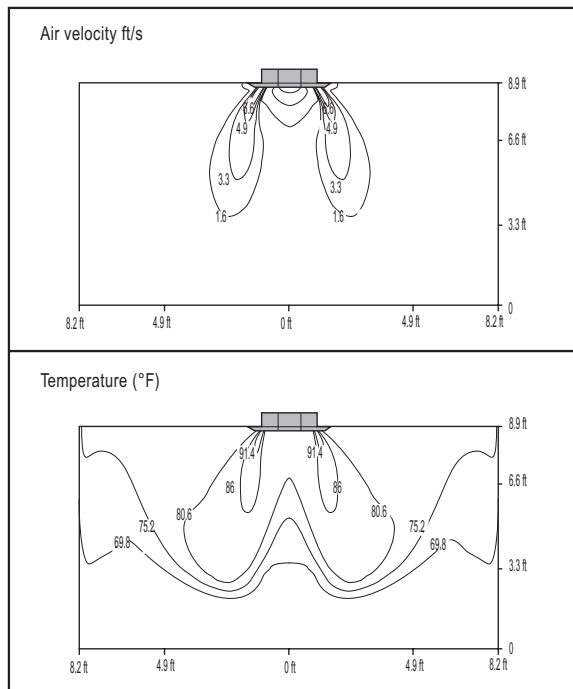 Air velocity ft/s
8.9 ft
6.6 6.6
4.9 4.9
6.6 ft
3.3 3.3
1.6 1.6
3.3 ft
0
8.2 ft 4.9 ft 0 ft 4.9 ft 8.2 ft
Temperature (°F)
8.9 ft
91.4 91.4
86 86
6.6 ft
80.6 80.6
75.2 75.2
69.8 69.8
3.3 ft
0
8.2 ft 4.9 ft 0 ft 4.9 ft 8.2 ft